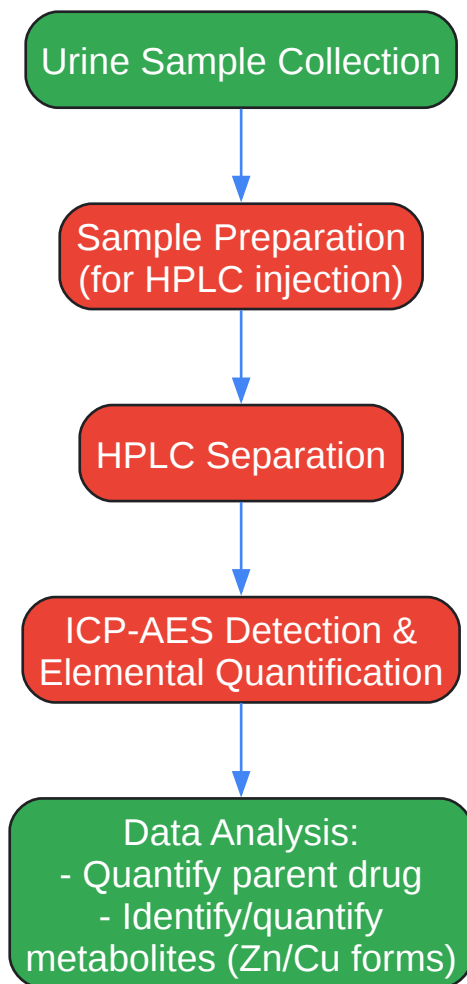 Urine Sample Collection
Sample Preparation
(for HPLC injection)
HPLC Separation
ICP-AES Detection &
Elemental Quantification
Data Analysis:
- Quantify parent drug
- Identify/quantify
metabolites (Zn/Cu forms)